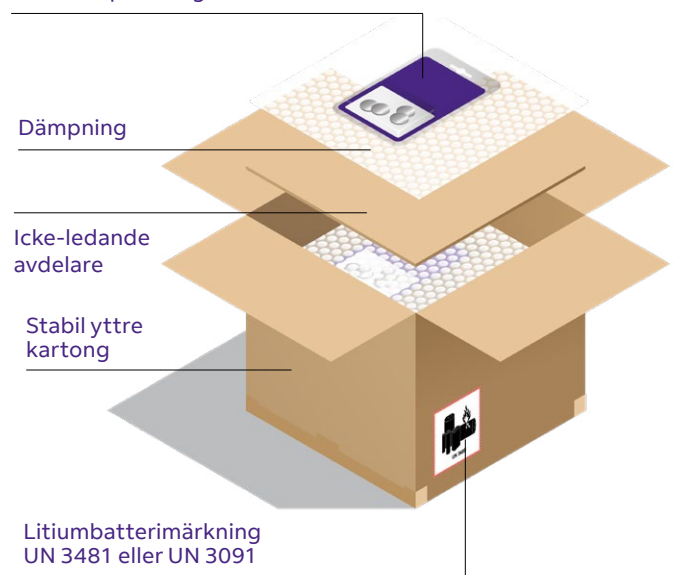 Dämpning
Icke-ledande
avdelare
Stabil yttre
kartong
Litiumbatterimärkning
UN 3481 eller UN 3091